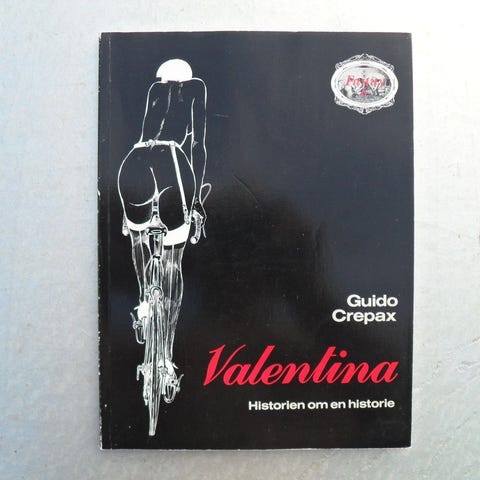 Guido
Crepax
Valentina
Historien om en historie